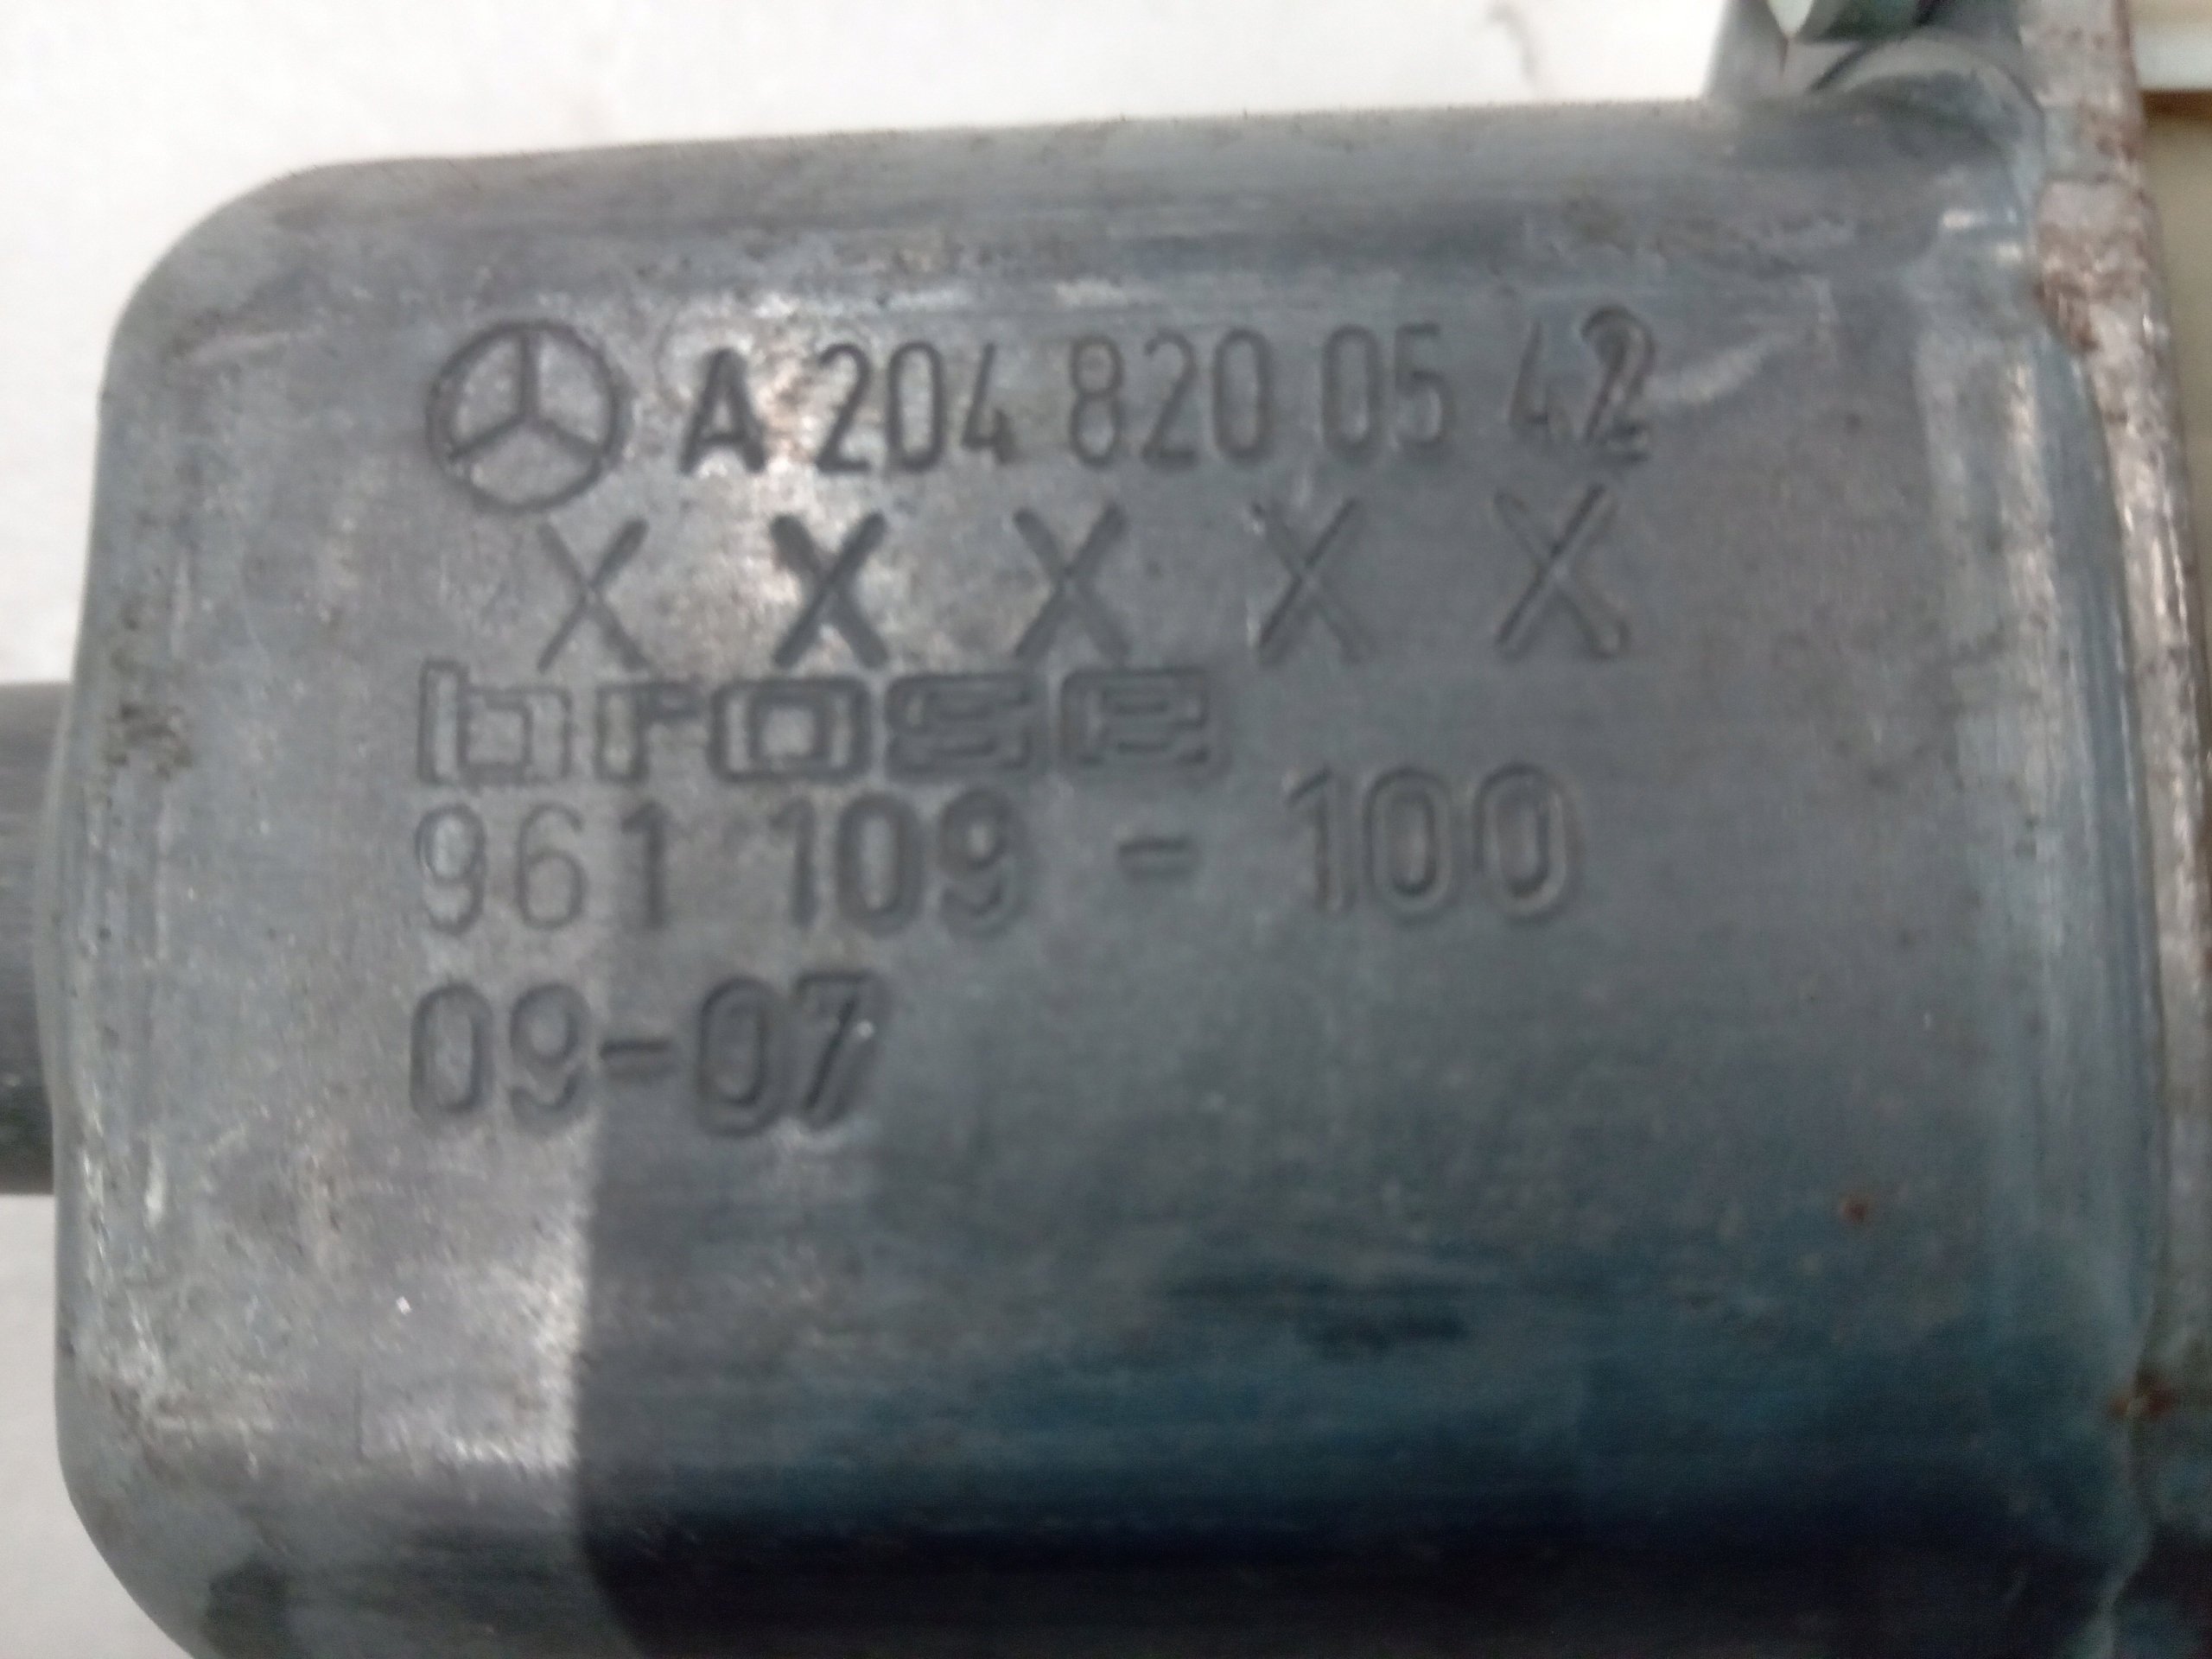 A 204 820 05 42
X X X X X
brose
961 109 - 100
09-07